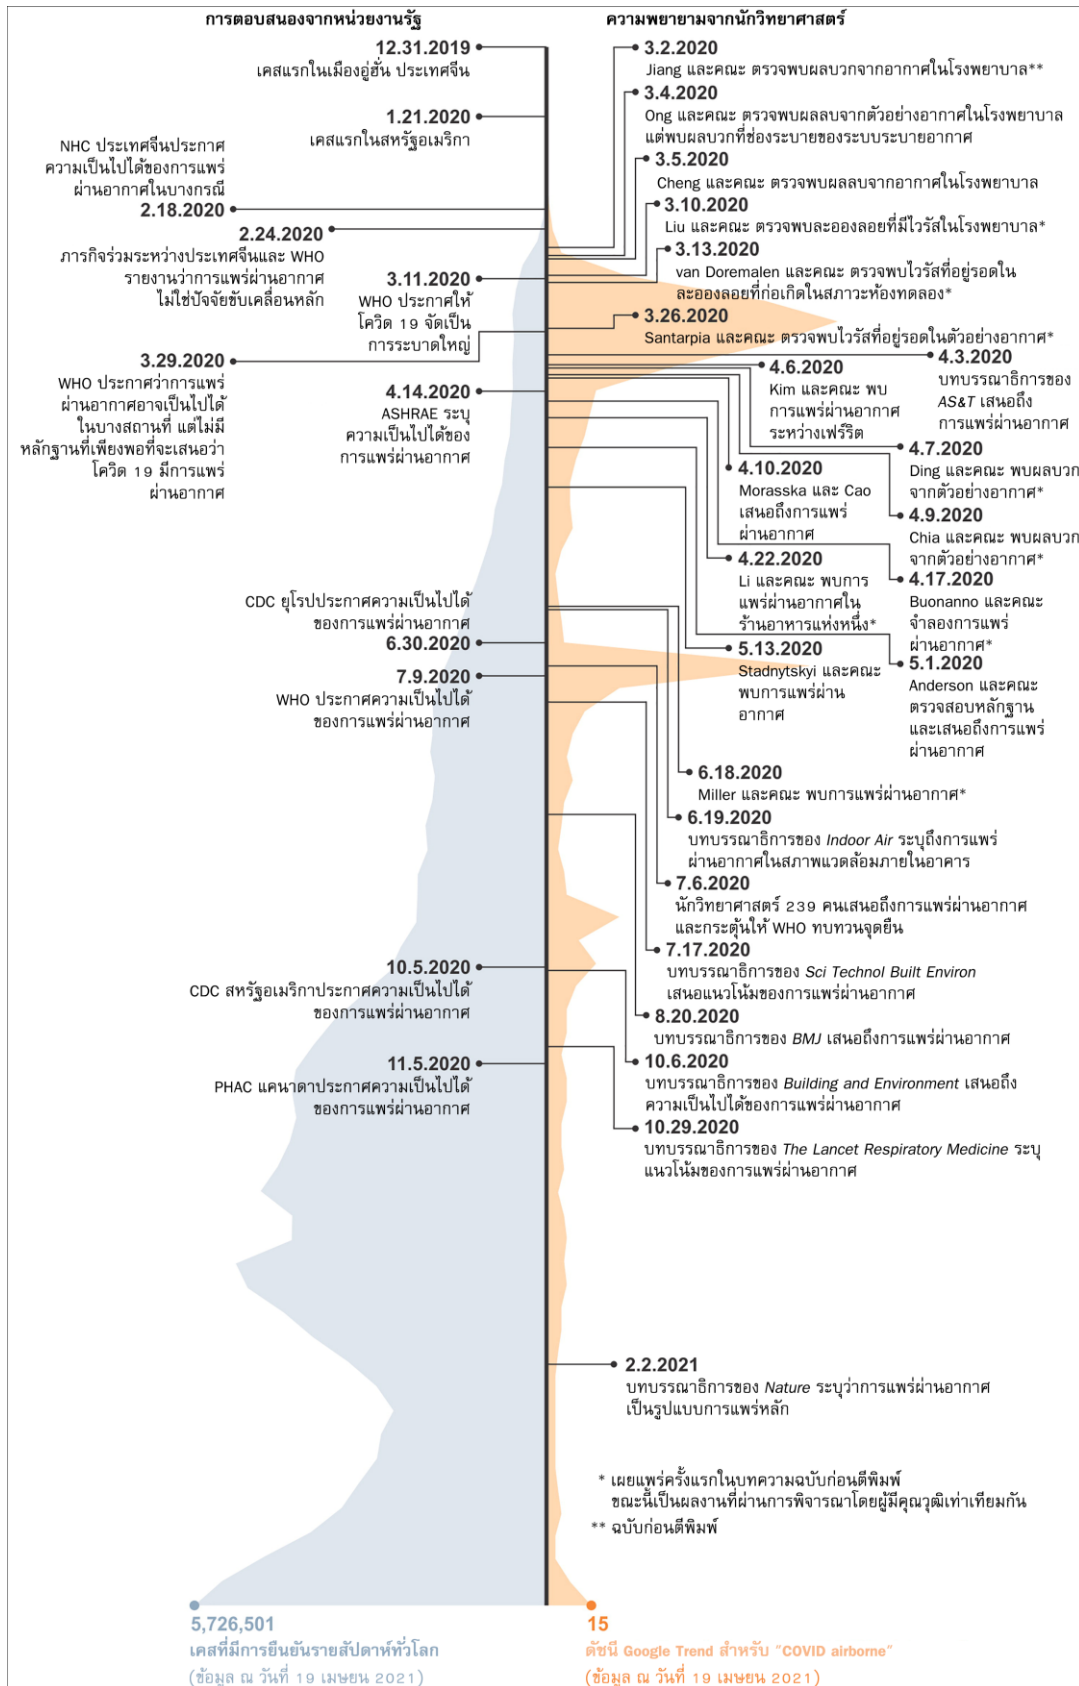 การตอบสนองจากหน่วยงานรัฐ
12.31.2019
เคสแรกในเมืองอู่ฮั่น ประเทศจีน
1.21.2020
เคสแรกในสหรัฐอเมริกา
NHC ประเทศจีนประกาศ
ความเป็นไปได้ของการแพร่
ผ่านอากาศในบางกรณี
2.18.2020
2.24.2020
ภารกิจร่วมระหว่างประเทศจีนและ WHO
รายงานว่าการแพร่ผ่านอากาศ
ไม่ใช่ปัจจัยขับเคลื่อนหลัก
3.11.2020
WHO ประกาศให้
โควิด 19 จัดเป็น
การระบาดใหญ่
3.29.2020
WHO ประกาศว่าการแพร่
ผ่านอากาศอาจเป็นไปได้
ในบางสถานที่ แต่ไม่มี
หลักฐานที่เพียงพอที่จะเสนอว่า
โควิด 19 มีการแพร่
ผ่านอากาศ
4.14.2020
ASHRAE ระบุ
ความเป็นไปได้ของ
การแพร่ผ่านอากาศ
CDC ยุโรปประกาศความเป็นไปได้
ของการแพร่ผ่านอากาศ
6.30.2020
7.9.2020
WHO ประกาศความเป็นไปได้
ของการแพร่ผ่านอากาศ
10.5.2020
CDC สหรัฐอเมริกาประกาศความเป็นไปได้
ของการแพร่ผ่านอากาศ
11.5.2020
PHAC แคนาดาประกาศความเป็นไปได้
ของการแพร่ผ่านอากาศ
ความพยายามจากนักวิทยาศาสตร์
3.2.2020
Jiang และคณะ ตรวจพบผลบวกจากอากาศในโรงพยาบาล**
3.4.2020
Ong และคณะ ตรวจพบผลลบจากตัวอย่างอากาศในโรงพยาบาล
แต่พบผลบวกที่ช่องระบายของระบบระบายอากาศ
3.5.2020
Cheng และคณะ ตรวจพบผลลบจากอากาศในโรงพยาบาล
3.10.2020
Liu และคณะ ตรวจพบละอองลอยที่มีไวรัสในโรงพยาบาล*
3.13.2020
van Doremalen และคณะ ตรวจพบไวรัสที่อยู่รอดใน
ละอองลอยที่ก่อเกิดในสภาวะห้องทดลอง*
3.26.2020
Santarpia และคณะ ตรวจพบไวรัสที่อยู่รอดในตัวอย่างอากาศ*
4.3.2020
บทบรรณาธิการของ
AS&T เสนอถึง
การแพร่ผ่านอากาศ
4.6.2020
Kim และคณะ พบ
การแพร่ผ่านอากาศ
ระหว่างเฟร์ริต
4.7.2020
Ding และคณะ พบผลบวก
จากตัวอย่างอากาศ*
4.10.2020
Morasska และ Cao
เสนอถึงการแพร่
ผ่านอากาศ
4.9.2020
Chia และคณะ พบผลบวก
จากตัวอย่างอากาศ*
4.22.2020
Li และคณะ พบการ
แพร่ผ่านอากาศใน
ร้านอาหารแห่งหนึ่ง*
4.17.2020
Buonanno และคณะ
จำลองการแพร่
ผ่านอากาศ*
5.13.2020
Stadnytskyi และคณะ
พบการแพร่ผ่าน
อากาศ
5.1.2020
Anderson และคณะ
ตรวจสอบหลักฐาน
และเสนอถึงการแพร่
ผ่านอากาศ
6.18.2020
Miller และคณะ พบการแพร่ผ่านอากาศ*
6.19.2020
บทบรรณาธิการของ Indoor Air ระบุถึงการแพร่
ผ่านอากาศในสภาพแวดล้อมภายในอาคาร
7.6.2020
นักวิทยาศาสตร์ 239 คนเสนอถึงการแพร่ผ่านอากาศ
และกระตุ้นให้ WHO ทบทวนจุดยืน
7.17.2020
บทบรรณาธิการของ Sci Technol Built Environ
เสนอแนวโน้มของการแพร่ผ่านอากาศ
8.20.2020
บทบรรณาธิการของ BMJ เสนอถึงการแพร่ผ่านอากาศ
10.6.2020
บทบรรณาธิการของ Building and Environment เสนอถึง
ความเป็นไปได้ของการแพร่ผ่านอากาศ
10.29.2020
บทบรรณาธิการของ The Lancet Respiratory Medicine ระบุ
แนวโน้มของการแพร่ผ่านอากาศ
2.2.2021
บทบรรณาธิการของ Nature ระบุว่าการแพร่ผ่านอากาศ
เป็นรูปแบบการแพร่หลัก
* เผยแพร่ครั้งแรกในบทความฉบับก่อนตีพิมพ์
ขณะนี้เป็นผลงานที่ผ่านการพิจารณาโดยผู้มีคุณวุฒิเท่าเทียมกัน
** ฉบับก่อนตีพิมพ์
5,726,501
เคสที่มีการยืนยันรายสัปดาห์ทั่วโลก
(ข้อมูล ณ วันที่ 19 เมษยน 2021)
15
ดัชนี Google Trend สำหรับ "COVID airborne"
(ข้อมูล ณ วันที่ 19 เมษยน 2021)